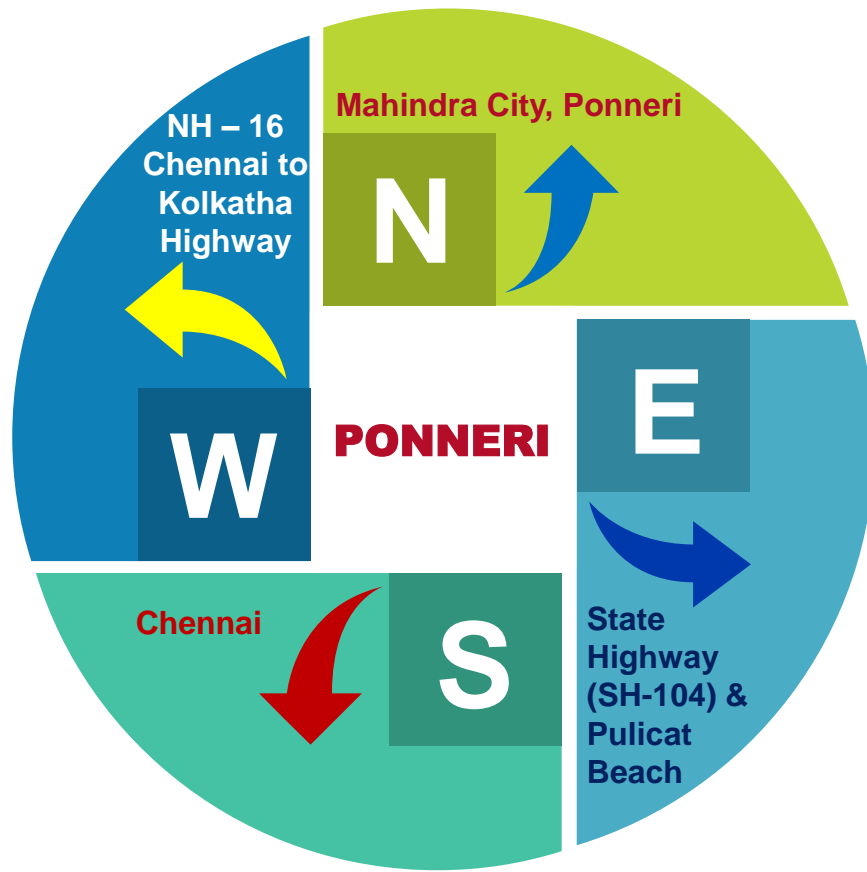 Mahindra City, Ponneri
N
NH – 16
Chennai to
Kolkatha
Highway
W
PONNERI
E
State
Highway
(SH-104) &
Pulicat
Beach
Chennai
S